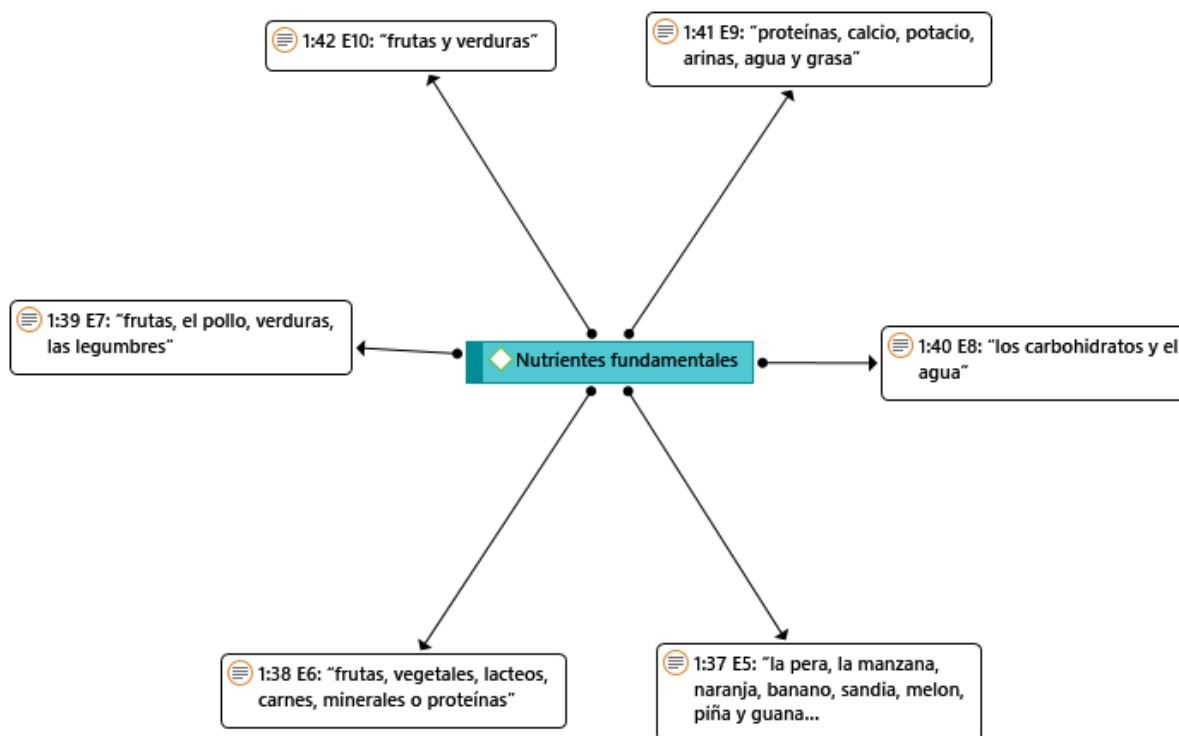 1:42 E10: “frutas y verduras”
1:41 E9: “proteínas, calcio, potacio,
arinas, agua y grasa”
1:39 E7: “frutas, el pollo, verduras,
las legumbres”
Nutrientes fundamentales
1:40 E8: “los carbohidratos y el
agua”
1:38 E6: “frutas, vegetales, lacteos,
carnes, minerales o proteínas”
1:37 E5: “la pera, la manzana,
naranja, banano, sandia, melon,
piña y guana...